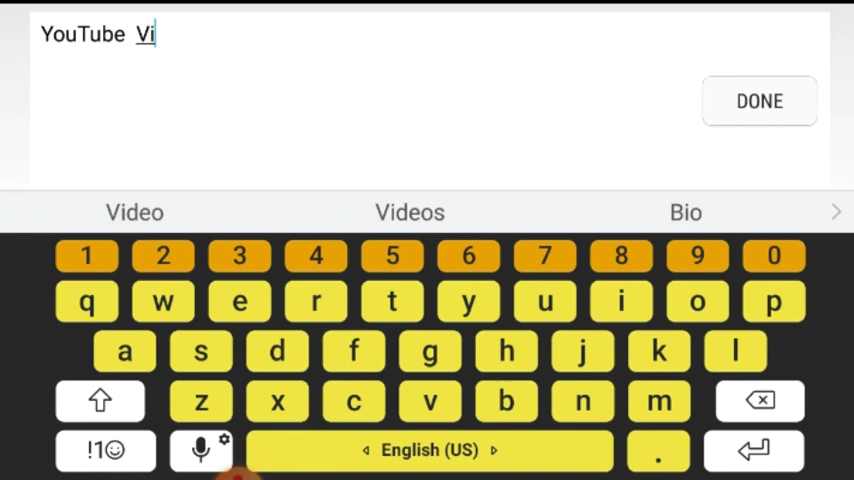 YouTube Vi
DONE
Video Videos Bio
1 2 3 4 5 6 7 8 9 0
q w e r t y u i o p
a s d f g h j k l
z x c v b n m
!1☺ English (US) .